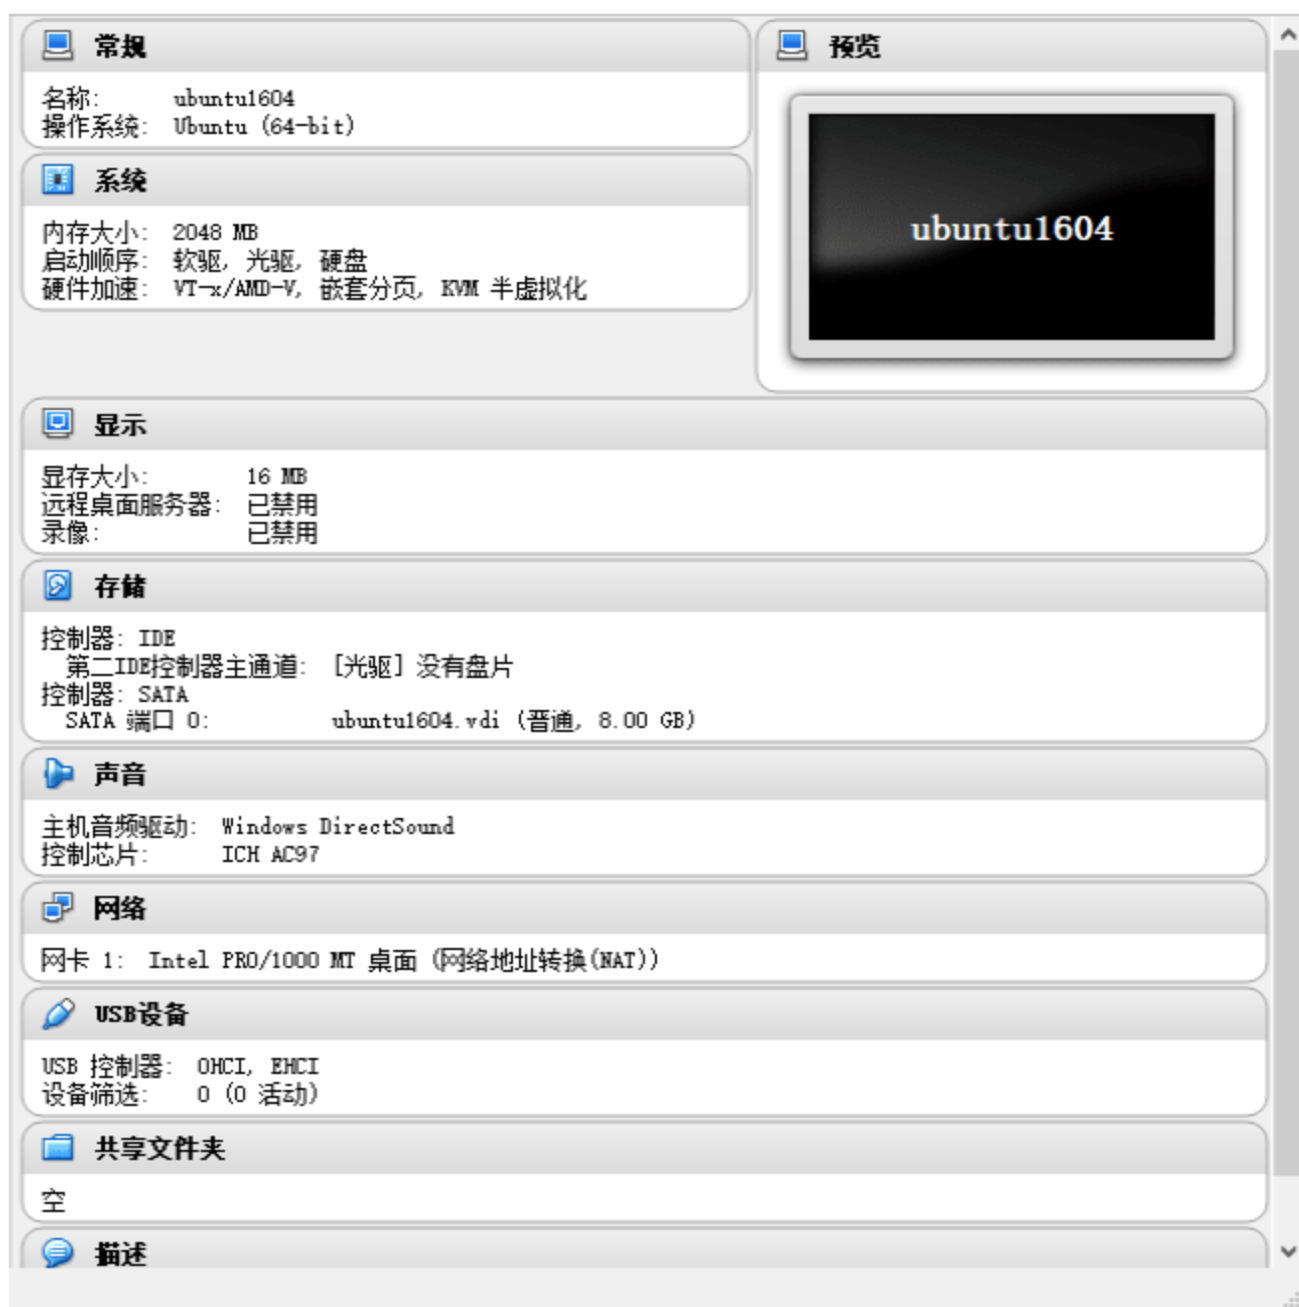 常规
名称: ubuntu1604
操作系统: Ubuntu (64-bit)
系统
内存大小: 2048 MB
启动顺序: 软驱, 光驱, 硬盘
硬件加速: VT-x/AMD-V, 嵌套分页, KVM 半虚拟化
预览
ubuntu1604
显示
显存大小: 16 MB
远程桌面服务器: 已禁用
录像: 已禁用
存储
控制器: IDE
第二IDE控制器主通道: [光驱] 没有盘片
控制器: SATA
SATA 端口 0: ubuntu1604.vdi (普通, 8.00 GB)
声音
主机音频驱动: Windows DirectSound
控制芯片: ICH AC97
网络
网卡 1: Intel PRO/1000 MT 桌面 (网络地址转换(NAT))
USB设备
USB 控制器: OHCI, EHCI
设备筛选: 0 (0 活动)
共享文件夹
空
描述